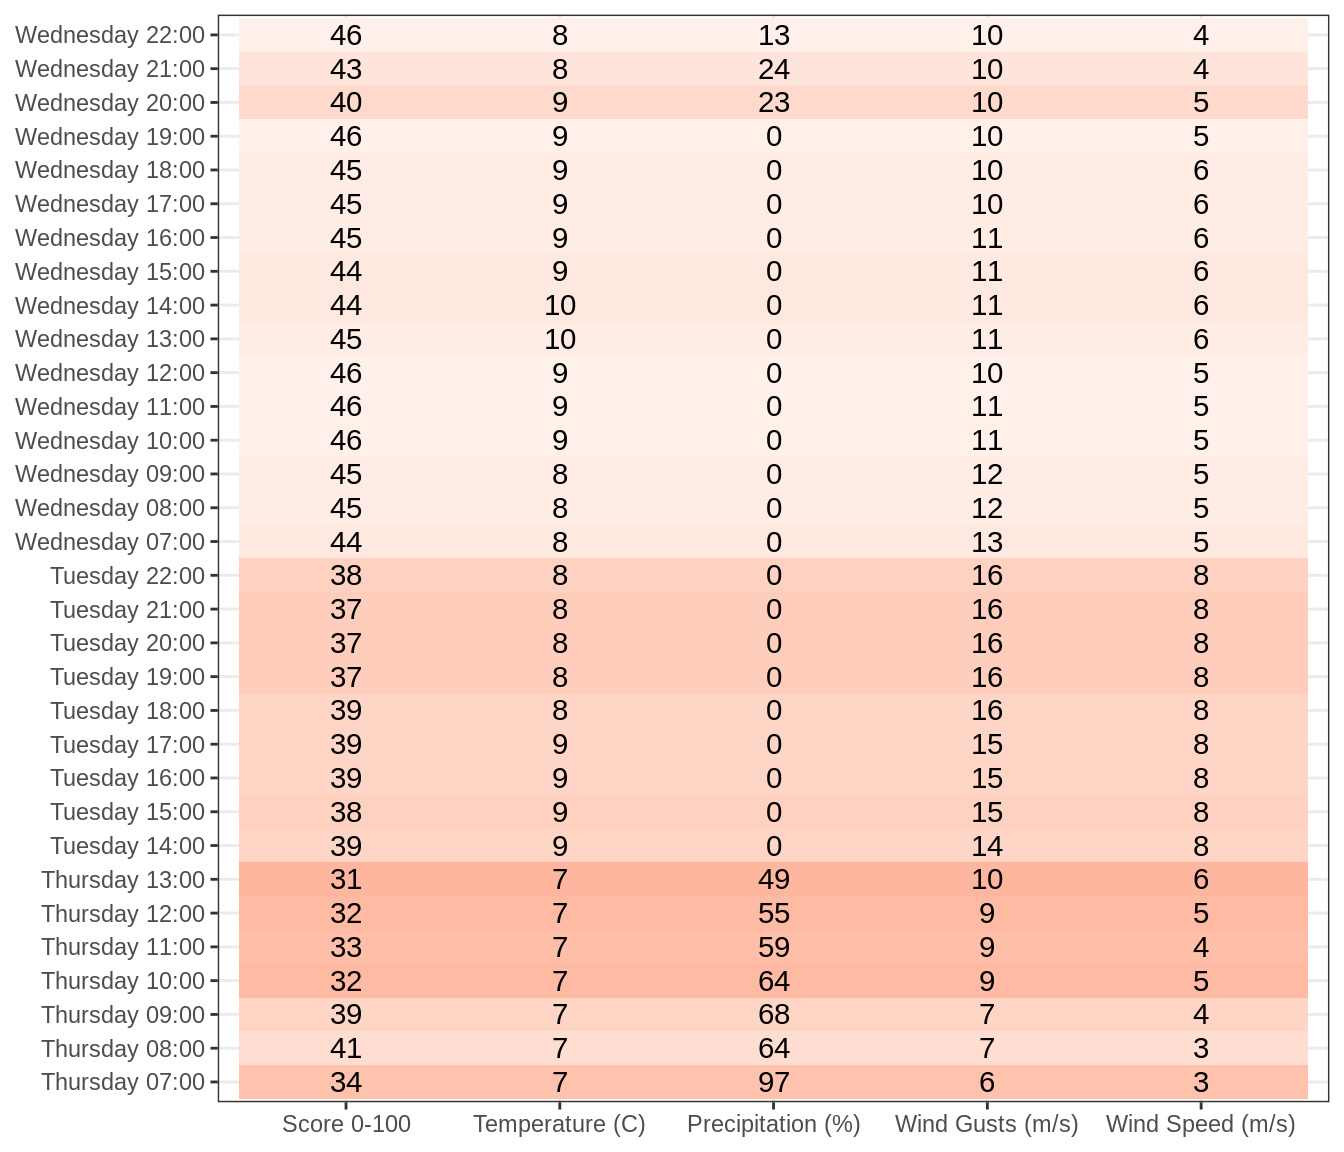 Wednesday 22:00 46 8 13 10 4
Wednesday 21:00 43 8 24 10 4
Wednesday 20:00 40 9 23 10 5
Wednesday 19:00 46 9 0 10 5
Wednesday 18:00 45 9 0 10 6
Wednesday 17:00 45 9 0 10 6
Wednesday 16:00 45 9 0 11 6
Wednesday 15:00 44 9 0 11 6
Wednesday 14:00 44 10 0 11 6
Wednesday 13:00 45 10 0 11 6
Wednesday 12:00 46 9 0 10 5
Wednesday 11:00 46 9 0 11 5
Wednesday 10:00 46 9 0 11 5
Wednesday 09:00 45 8 0 12 5
Wednesday 08:00 45 8 0 12 5
Wednesday 07:00 44 8 0 13 5
Tuesday 22:00 38 8 0 16 8
Tuesday 21:00 37 8 0 16 8
Tuesday 20:00 37 8 0 16 8
Tuesday 19:00 37 8 0 16 8
Tuesday 18:00 39 8 0 16 8
Tuesday 17:00 39 9 0 15 8
Tuesday 16:00 39 9 0 15 8
Tuesday 15:00 38 9 0 15 8
Tuesday 14:00 39 9 0 14 8
Thursday 13:00 31 7 49 10 6
Thursday 12:00 32 7 55 9 5
Thursday 11:00 33 7 59 9 4
Thursday 10:00 32 7 64 9 5
Thursday 09:00 39 7 68 7 4
Thursday 08:00 41 7 64 7 3
Thursday 07:00 34 7 97 6 3
Score 0-100 Temperature (C) Precipitation (%) Wind Gusts (m/s) Wind Speed (m/s)